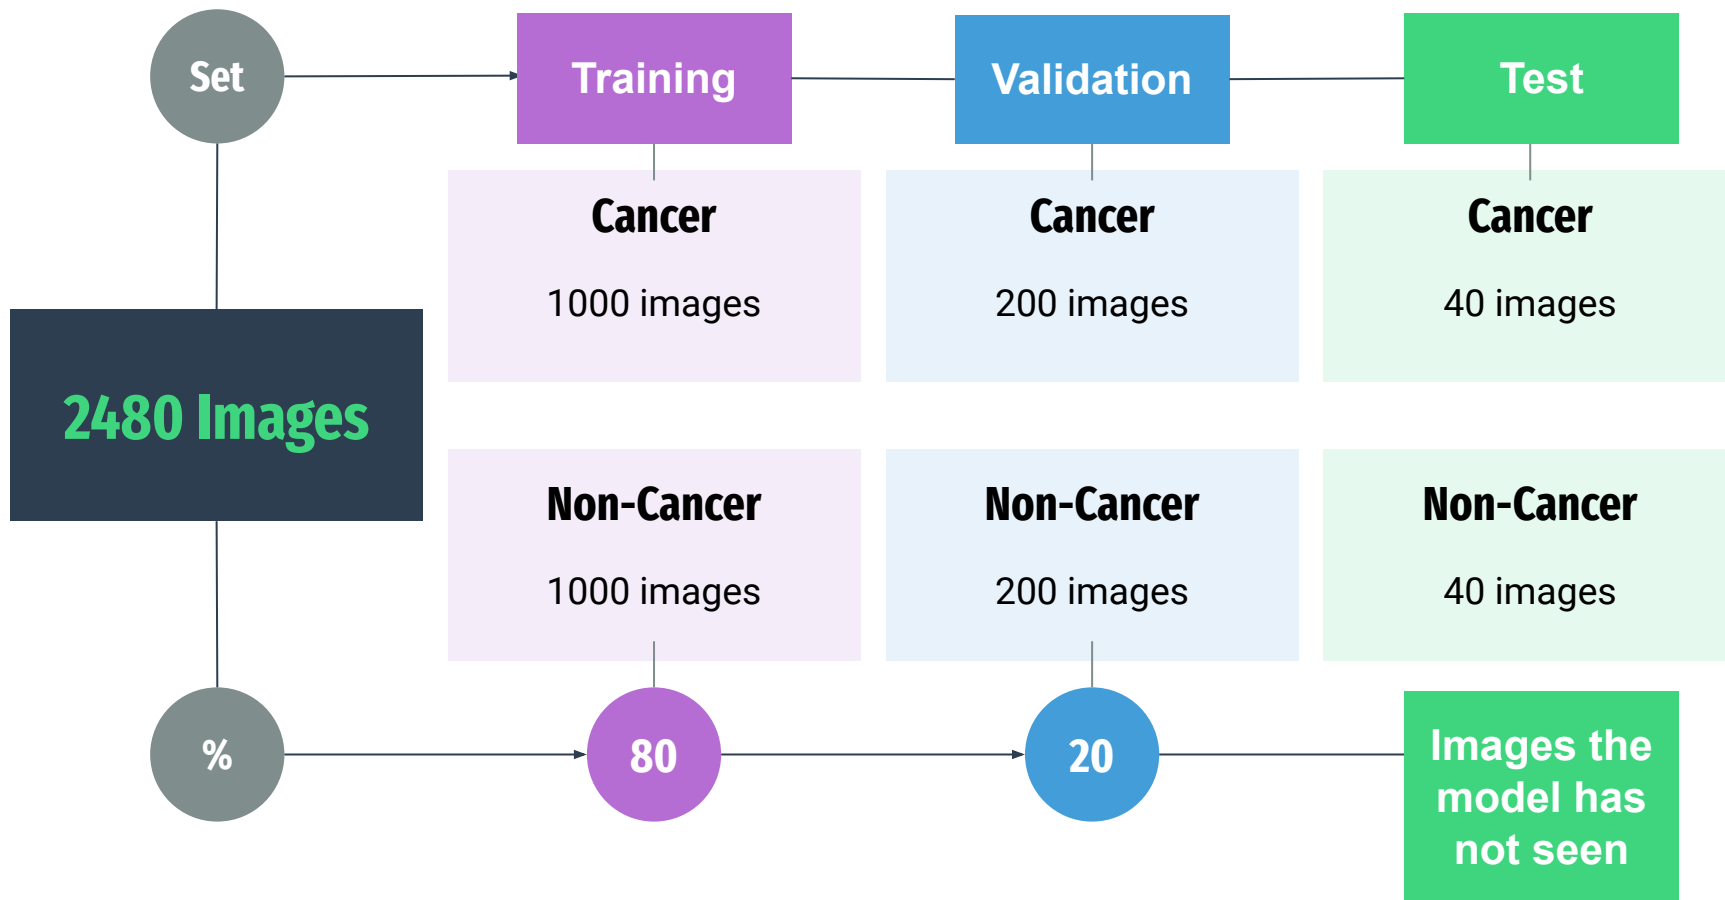 Set
Training
Validation
Test
Cancer
1000 images
Cancer
200 images
Cancer
40 images
2480 Images
Non-Cancer
1000 images
Non-Cancer
200 images
Non-Cancer
40 images
%
80
20
Images the
model has
not seen